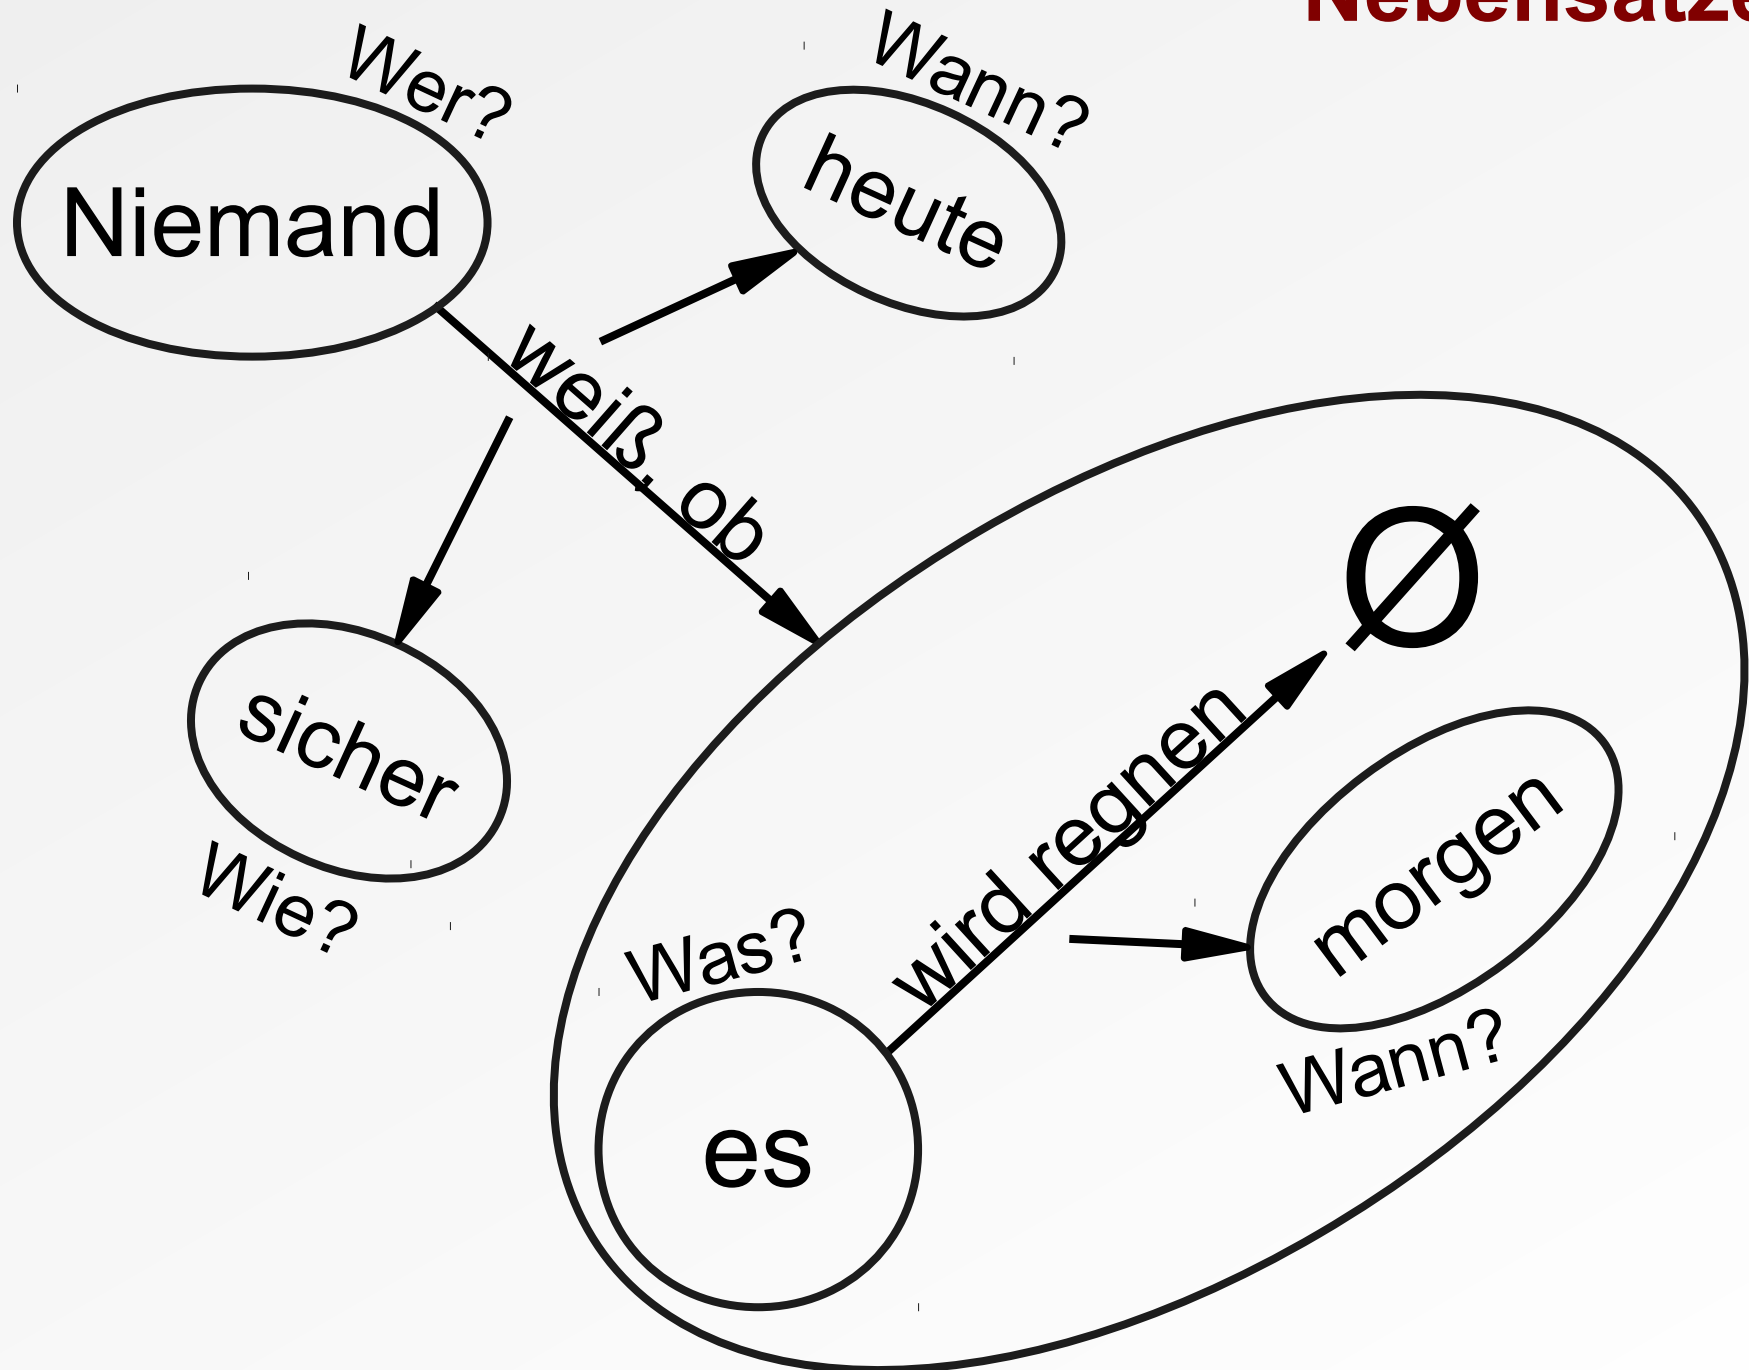 Nebensätze
Wer?
Wann?
Niemand
heute
weiß, ob
sicher
Wie?
Ø
wird regnen
morgen
Was?
Wann?
es